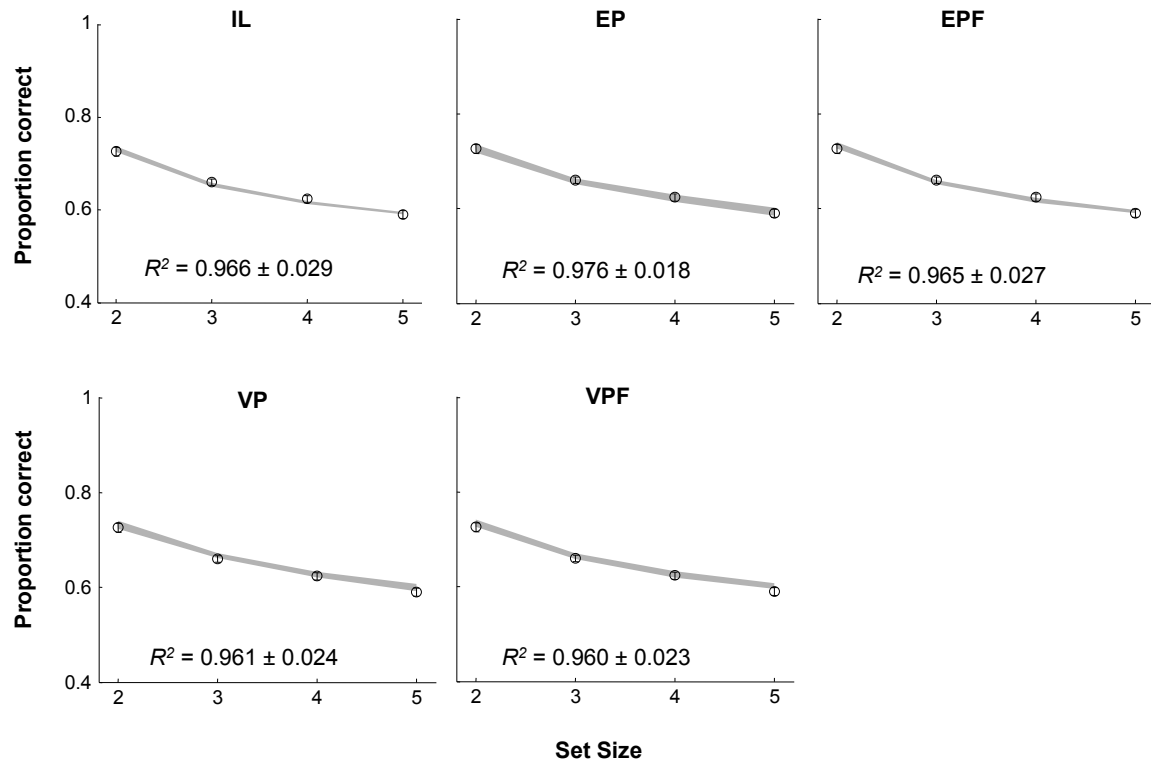 IL
EP
EPF
1
0.8
0.6
0.4
Proportion correct
R² = 0.966 ± 0.029
R² = 0.976 ± 0.018
R² = 0.965 ± 0.027
2 3 4 5
2 3 4 5
2 3 4 5
VP
VPF
1
0.8
0.6
0.4
Proportion correct
R² = 0.961 ± 0.024
R² = 0.960 ± 0.023
2 3 4 5
2 3 4 5
Set Size